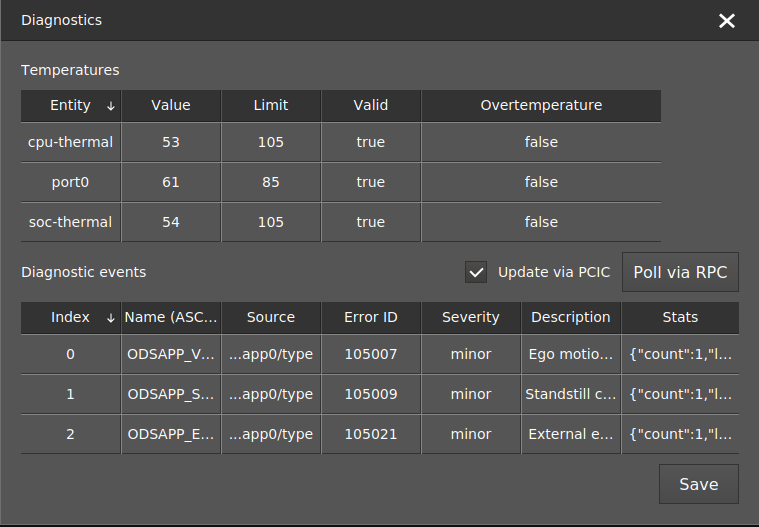 Diagnostics
Temperatures
Entity ↓ Value Limit Valid Overtemperature
cpu-thermal 53 105 true false
port0 61 85 true false
soc-thermal 54 105 true false
Diagnostic events Update via PCIC Poll via RPC
Index ↓ Name (ASC... Source Error ID Severity Description Stats
0 ODSAPP_V... ...app0/type 105007 minor Ego motio... {"count":1,"l...
1 ODSAPP_S... ...app0/type 105009 minor Standstill c... {"count":1,"l...
2 ODSAPP_E... ...app0/type 105021 minor External e... {"count":1,"l...
Save